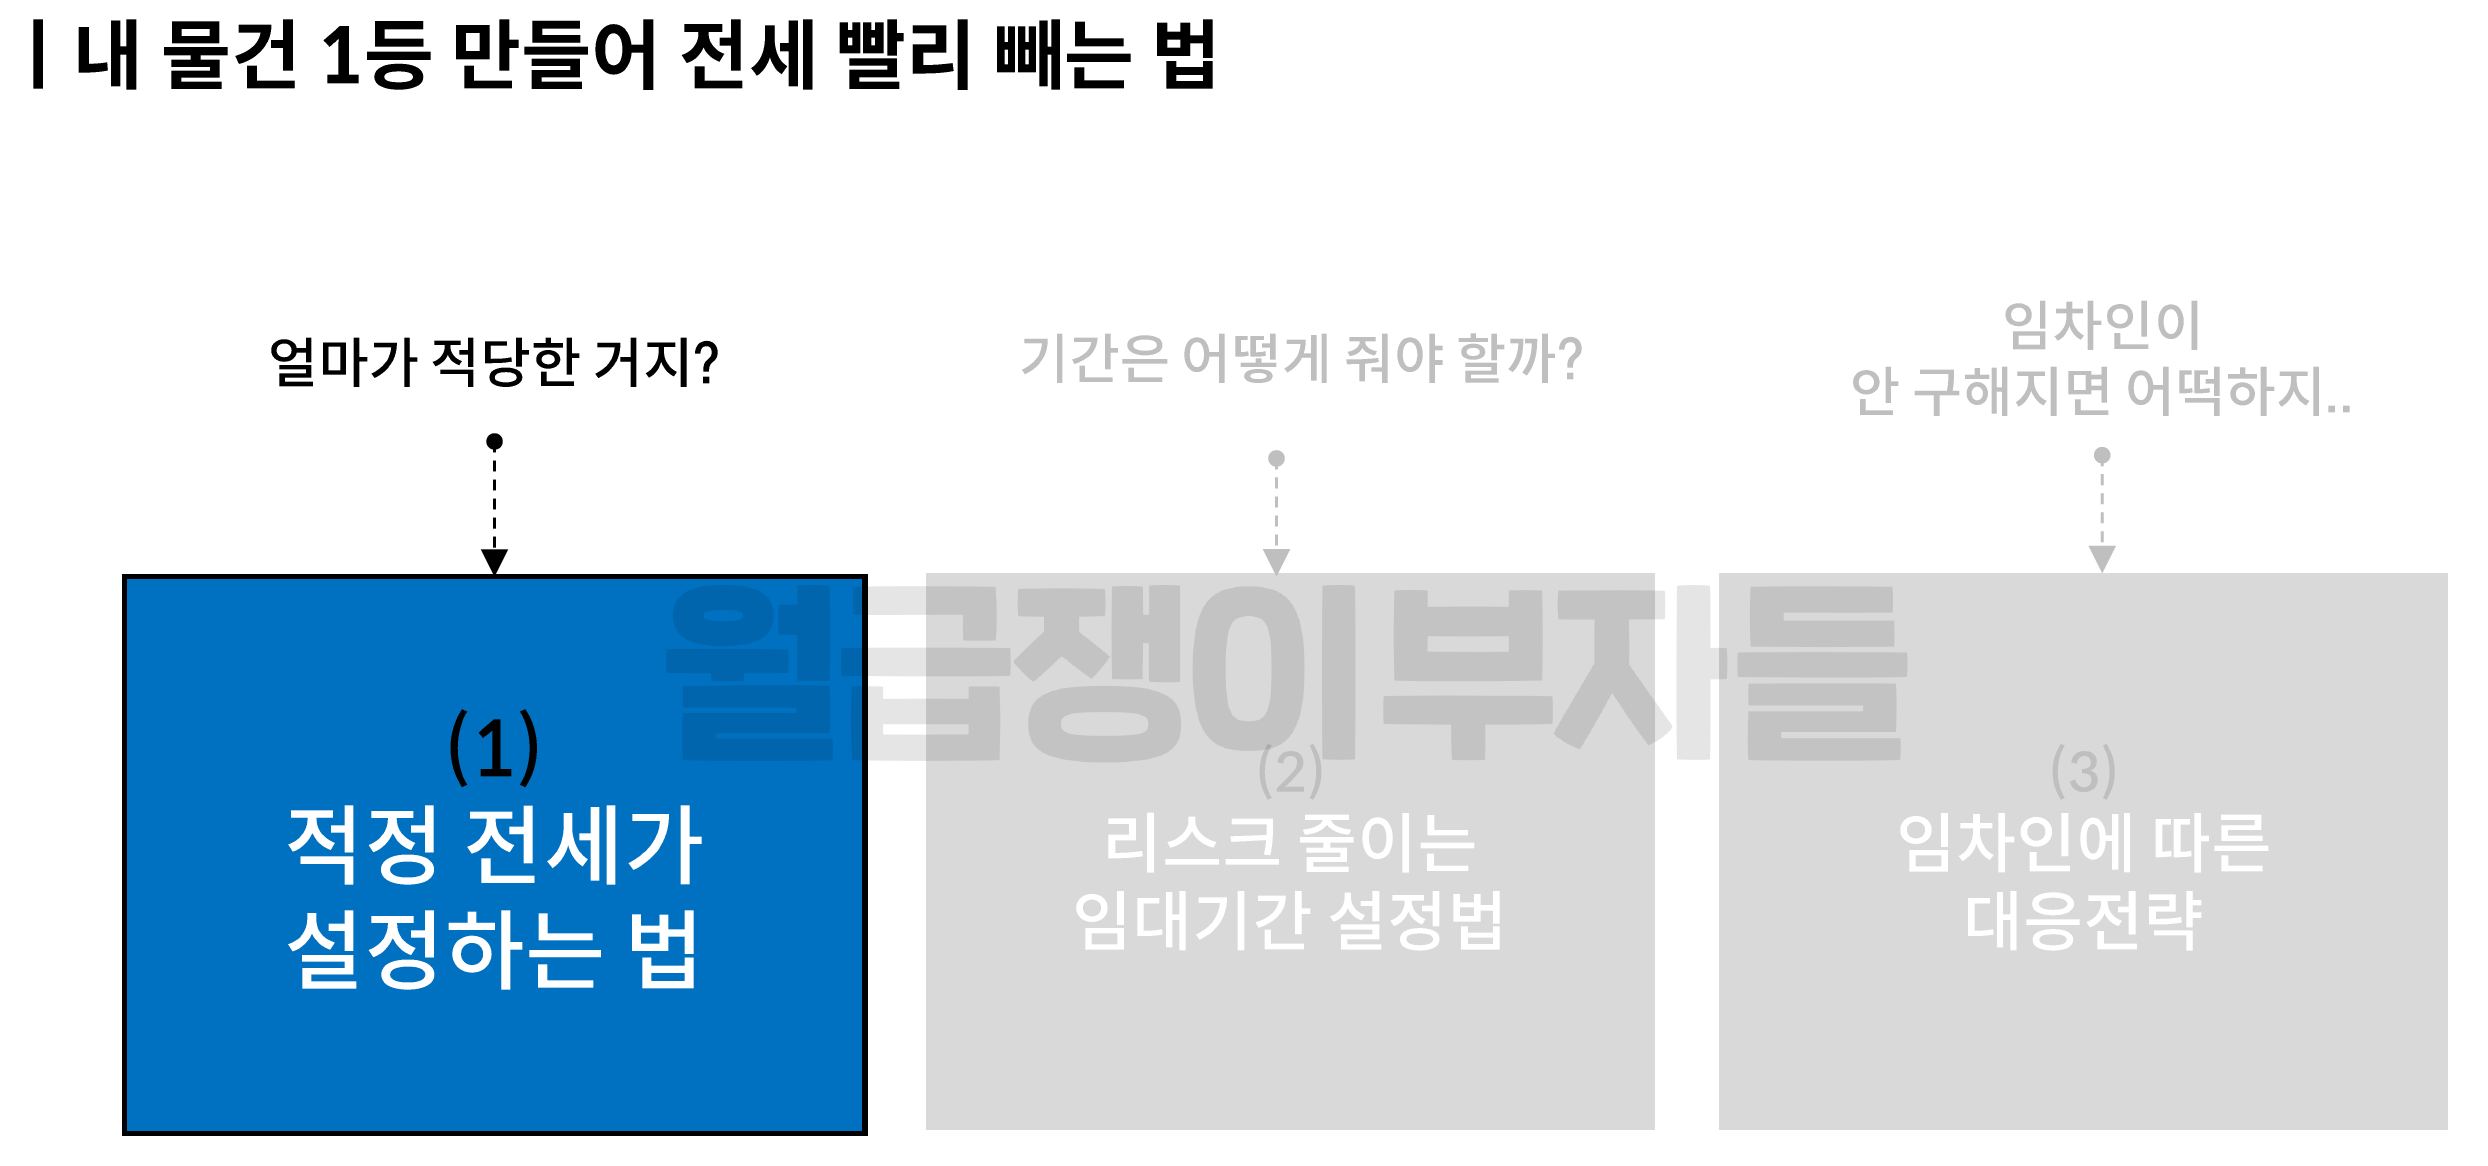 | 내 물건 1등 만들어 전세 빨리 빼는 법
얼마가 적당한 거지?
기간은 어떻게 줘야 할까?
임차인이
안 구해지면 어떡하지..
월급쟁이부자들
(1)
적정 전세가
설정하는 법
(2)
리스크 줄이는
임대기간 설정법
(3)
임차인에 따른
대응전략